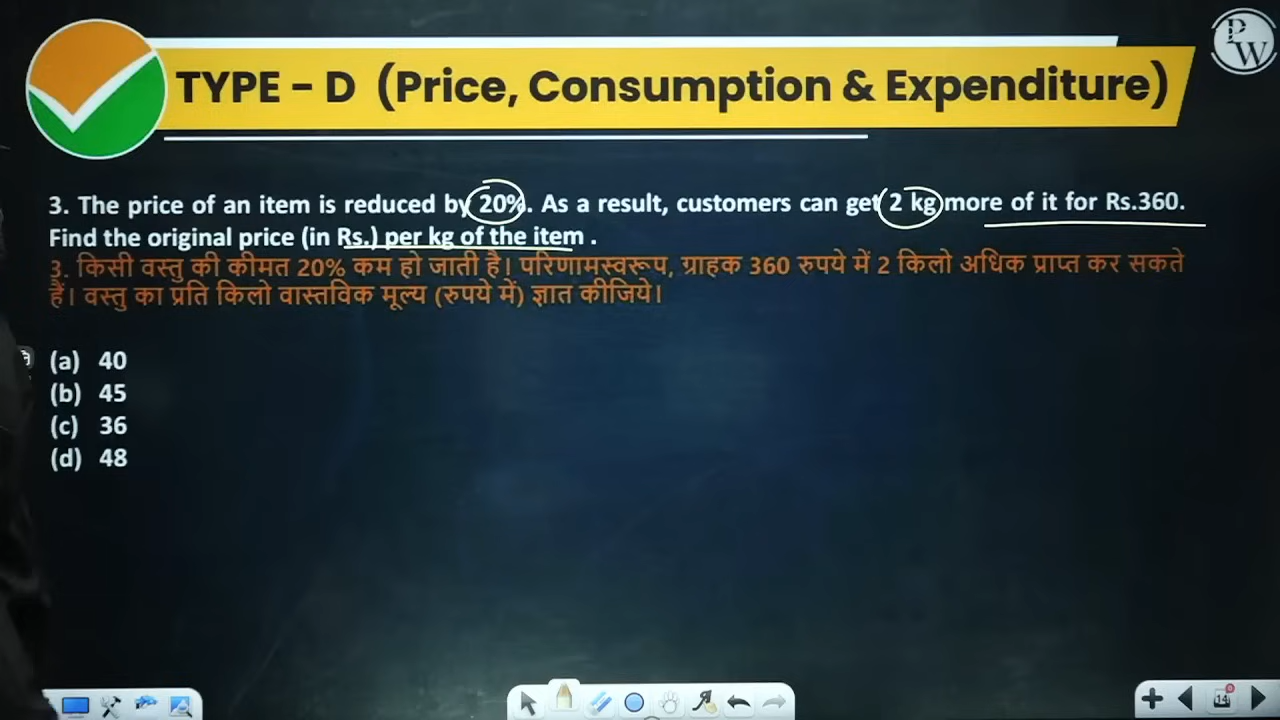 PW
TYPE - D (Price, Consumption & Expenditure)
3. The price of an item is reduced by 20%. As a result, customers can get 2 kg more of it for Rs.360.
Find the original price (in Rs.) per kg of the item .
3. किसी वस्तु की कीमत 20% कम हो जाती है। परिणामस्वरूप, ग्राहक 360 रुपये में 2 किलो अधिक प्राप्त कर सकते
हैं। वस्तु का प्रति किलो वास्तविक मूल्य (रुपये में) ज्ञात कीजिये।
(a) 40
(b) 45
(c) 36
(d) 48